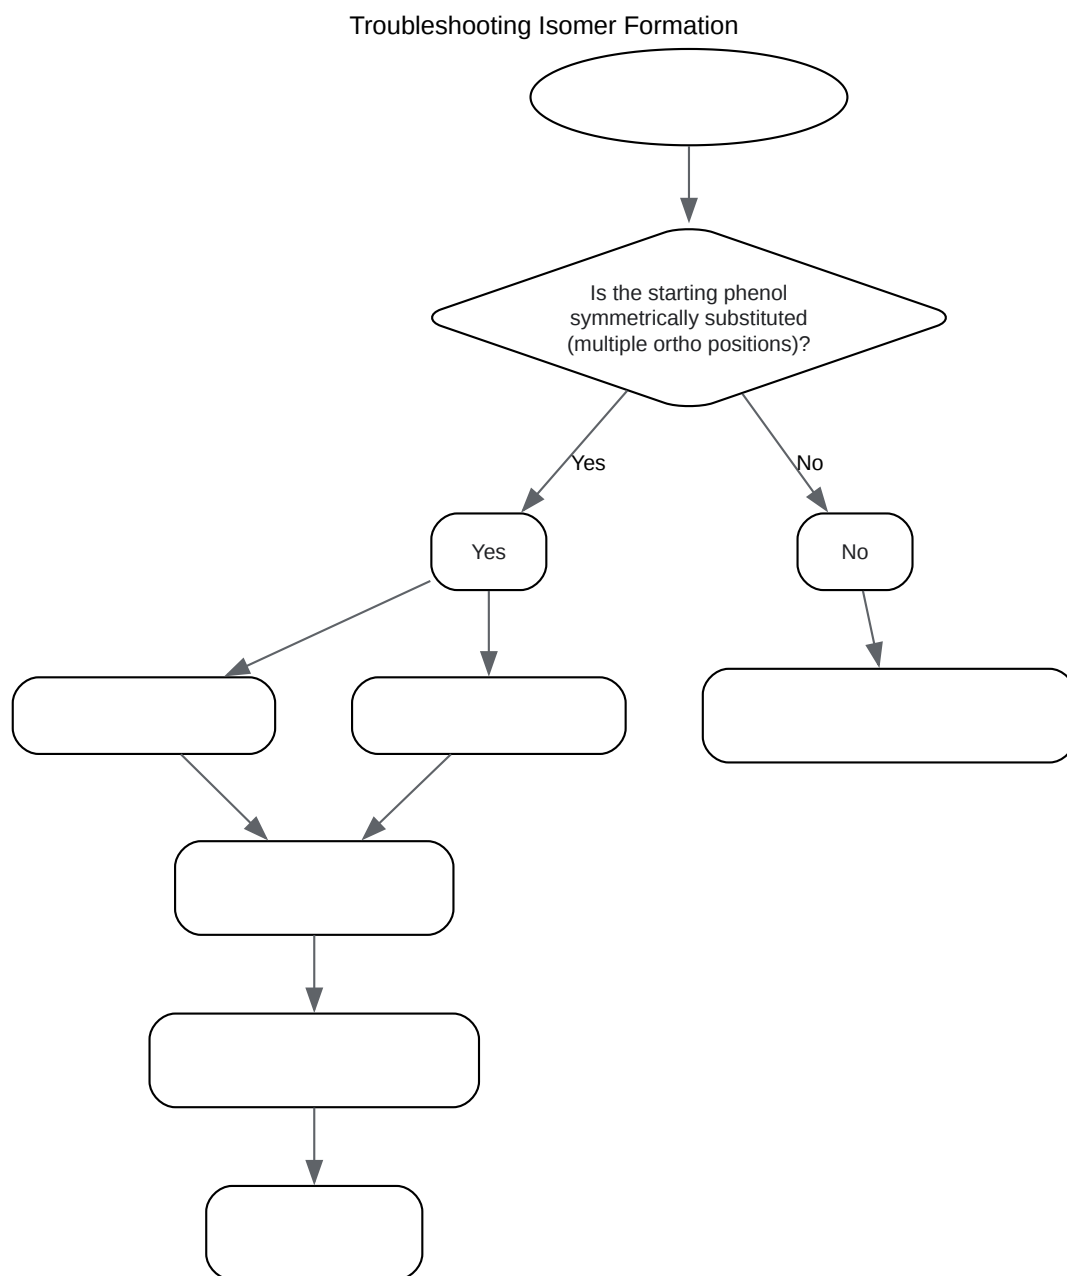 Troubleshooting Isomer Formation
Is the starting phenol
symmetrically substituted
(multiple ortho positions)?
Yes
No
Yes
No